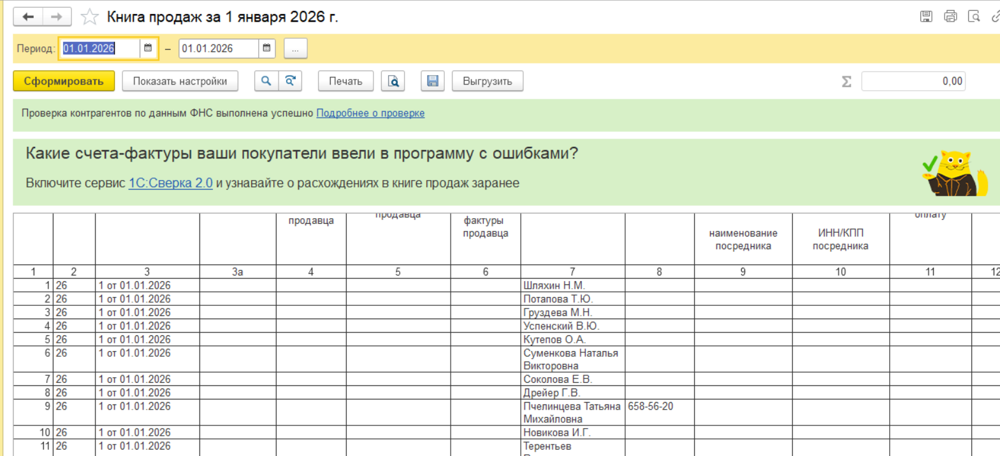 Книга продаж за 1 января 2026 г.
Период: 01.01.2026 – 01.01.2026 ...
Сформировать Показать настройки Печать Выгрузить Σ 0,00
Проверка контрагентов по данным ФНС выполнена успешно Подробнее о проверке
Какие счета-фактуры ваши покупатели ввели в программу с ошибками?
Включите сервис 1С:Сверка 2.0 и узнавайте о расхождениях в книге продаж заранее
продавца продавца фактуры продавца наименование посредника ИНН/КПП посредника оплату
1 2 3 3а 4 5 6 7 8 9 10 11 12
1 26 1 от 01.01.2026 Шляхин Н.М.
2 26 1 от 01.01.2026 Потапова Т.Ю.
3 26 1 от 01.01.2026 Груздева М.Н.
4 26 1 от 01.01.2026 Успенский В.Ю.
5 26 1 от 01.01.2026 Кутепов О.А.
6 26 1 от 01.01.2026 Суменкова Наталья
Викторовна
7 26 1 от 01.01.2026 Соколова Е.В.
8 26 1 от 01.01.2026 Дрейер Г.В.
9 26 1 от 01.01.2026 Пчелинцева Татьяна 658-56-20
Михайловна
10 26 1 от 01.01.2026 Новикова И.Г.
11 26 1 от 01.01.2026 Терентьев